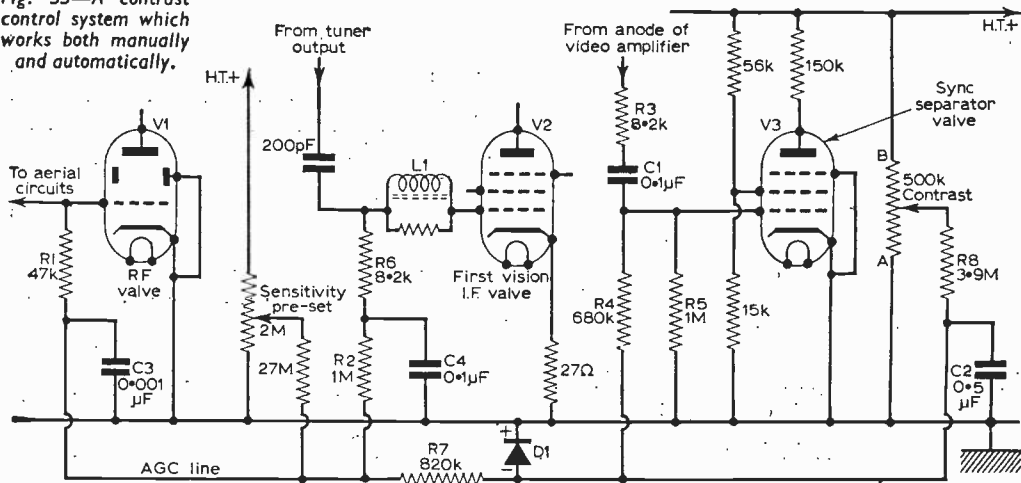 Fig. 33—A contrast
control system which
works both manually
and automatically.
From tuner
output
From anode of
video amplifier
H.T.+
H.T.+
56k
150k
Sync
separator
valve
V1
V2
V3
R3
8·2k
200pF
L1
C1
0·1µF
To aerial
circuits
B
500k
Contrast
A
R1
47k
RF
valve
Sensitivity
pre-set
2M
R6
8·2k
First vision
I.F. valve
R4
680k
R5
1M
15k
R8
3·9M
C3
0·001
µF
27M
R2
1M
C4
0·1µF
27Ω
C2
0·5
µF
AGC line
R7
820k
+
-
D1